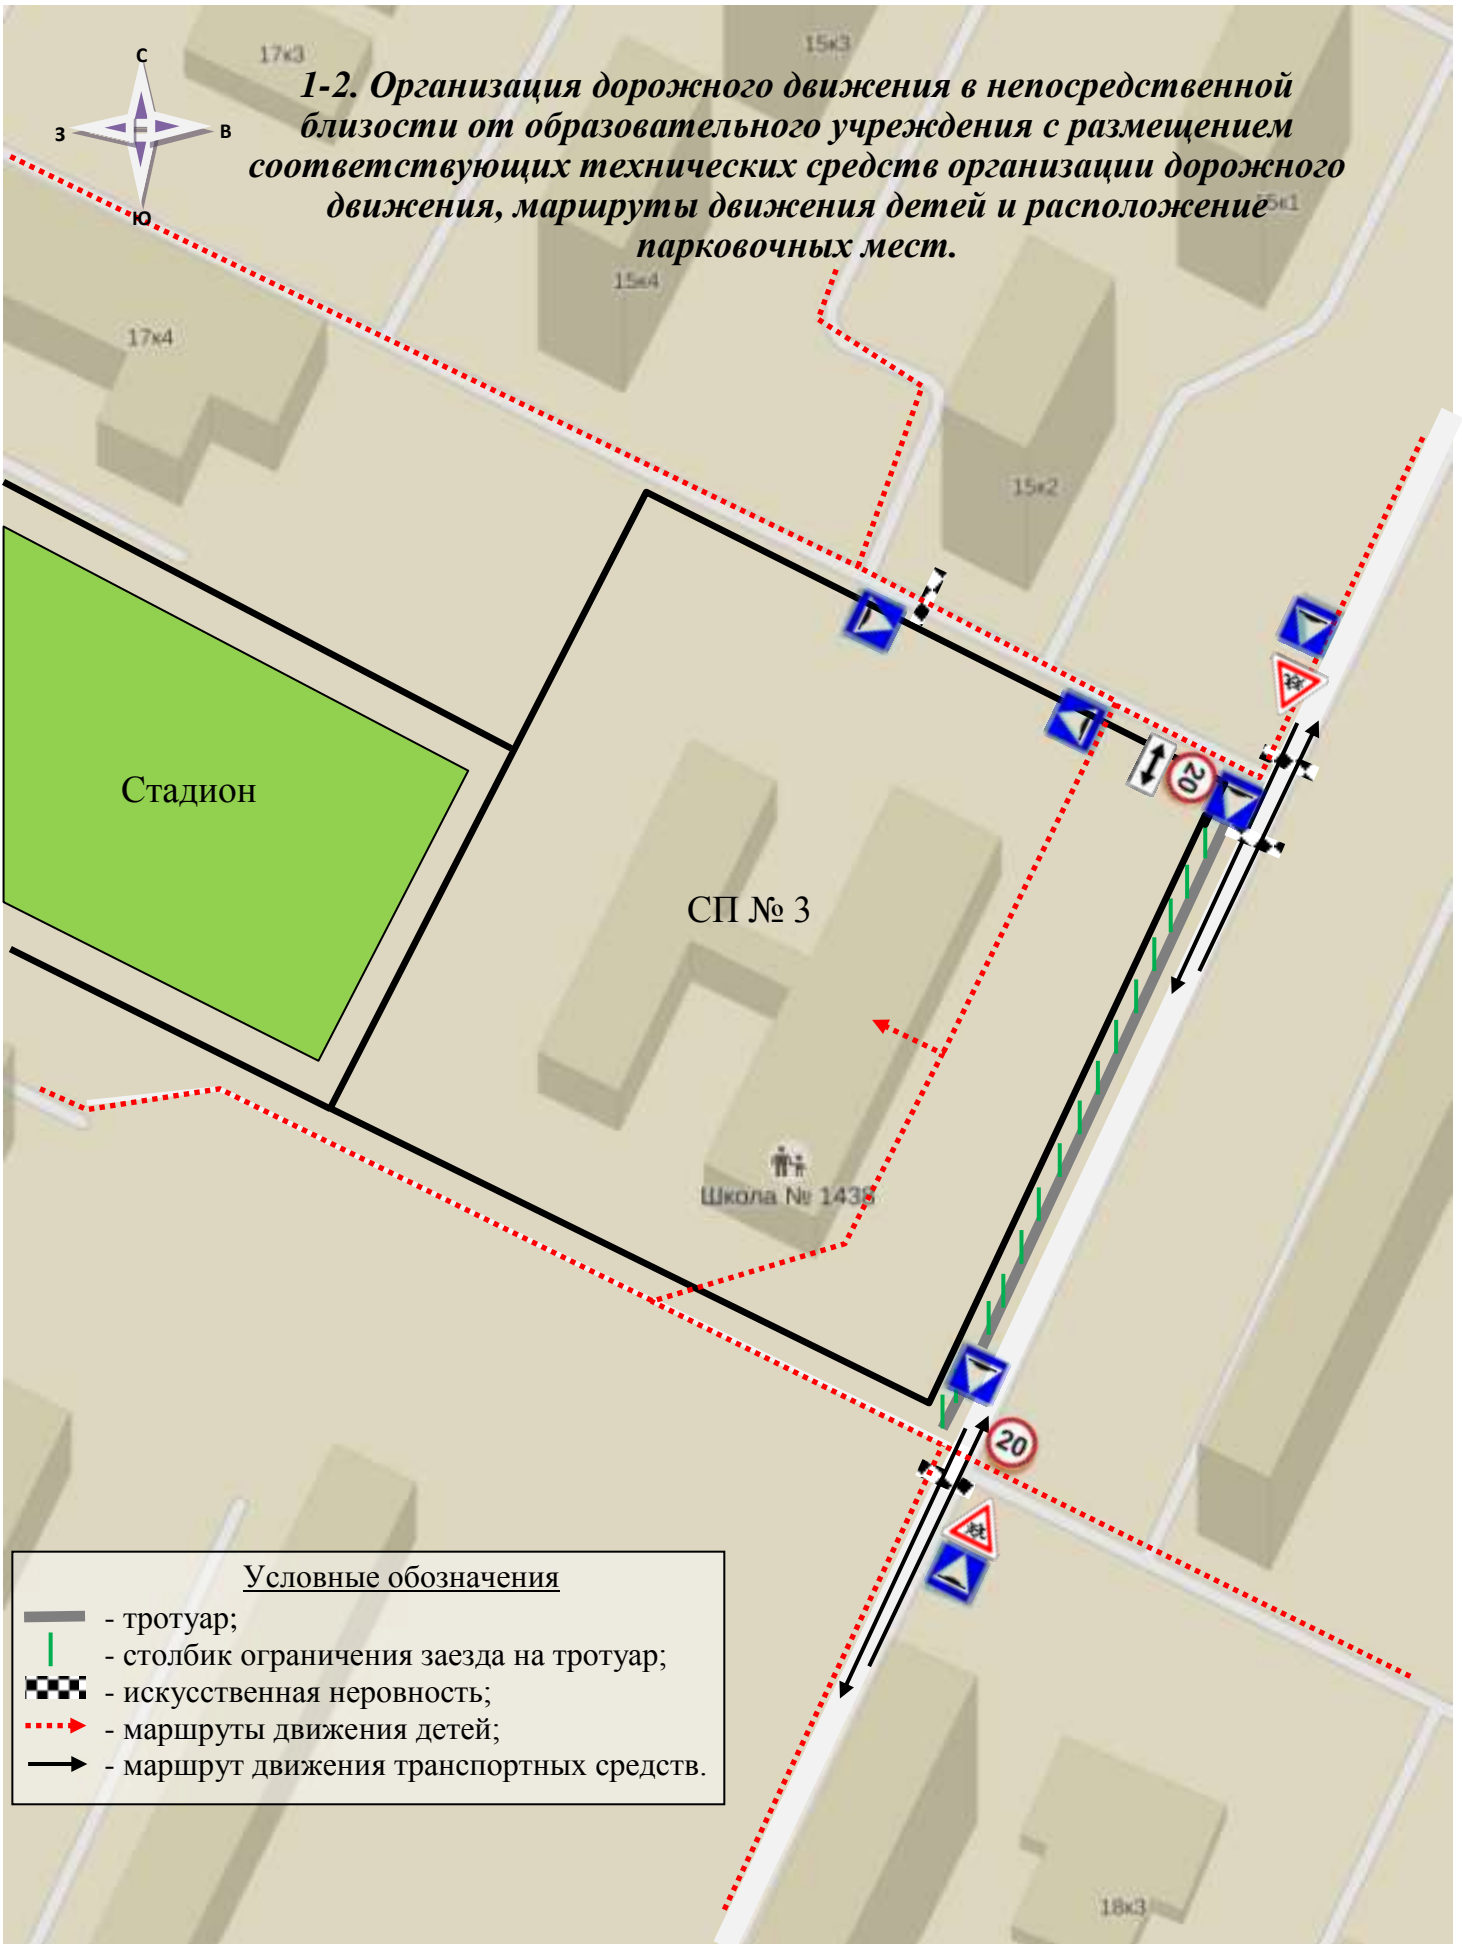 С
З
В
Ю
17к3
15к3
1-2. Организация дорожного движения в непосредственной
близости от образовательного учреждения с размещением
соответствующих технических средств организации дорожного
движения, маршруты движения детей и расположение
парковочных мест.
15к1
15к4
17к4
15к2
20
Стадион
СП № 3
Школа № 1438
20
Условные обозначения
- тротуар;
- столбик ограничения заезда на тротуар;
- искусственная неровность;
- маршруты движения детей;
- маршрут движения транспортных средств.
18к3